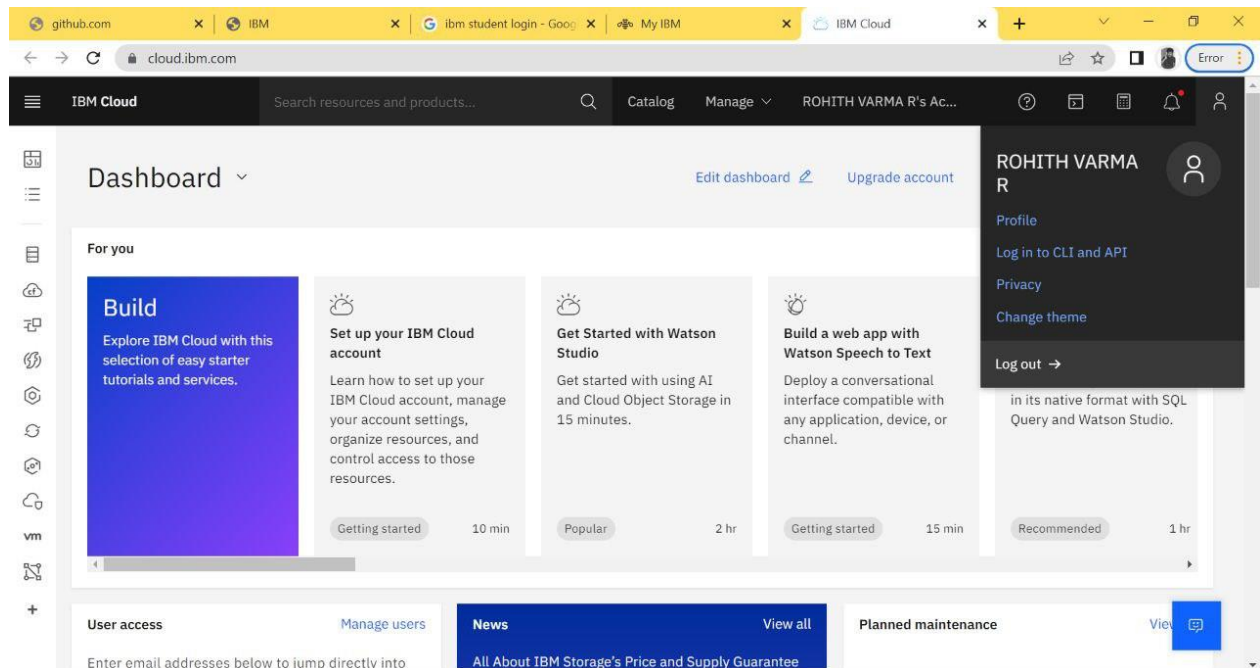 github.com
IBM
ibm student login - Goog
My IBM
IBM Cloud
cloud.ibm.com
Error
IBM Cloud
Search resources and products...
Catalog
Manage
ROHITH VARMA R's Ac...
Dashboard
Edit dashboard
Upgrade account
ROHITH VARMA
R
Profile
Log in to CLI and API
Privacy
Change theme
Log out →
For you
Build
Explore IBM Cloud with this
selection of easy starter
tutorials and services.
Set up your IBM Cloud
account
Learn how to set up your
IBM Cloud account, manage
your account settings,
organize resources, and
control access to those
resources.
Getting started
10 min
Get Started with Watson
Studio
Get started with using AI
and Cloud Object Storage in
15 minutes.
Popular
2 hr
Build a web app with
Watson Speech to Text
Deploy a conversational
interface compatible with
any application, device, or
channel.
Getting started
15 min
in its native format with SQL
Query and Watson Studio.
Recommended
1 hr
vm
User access
Manage users
Enter email addresses below to jump directly into
News
View all
All About IBM Storage's Price and Supply Guarantee
Planned maintenance